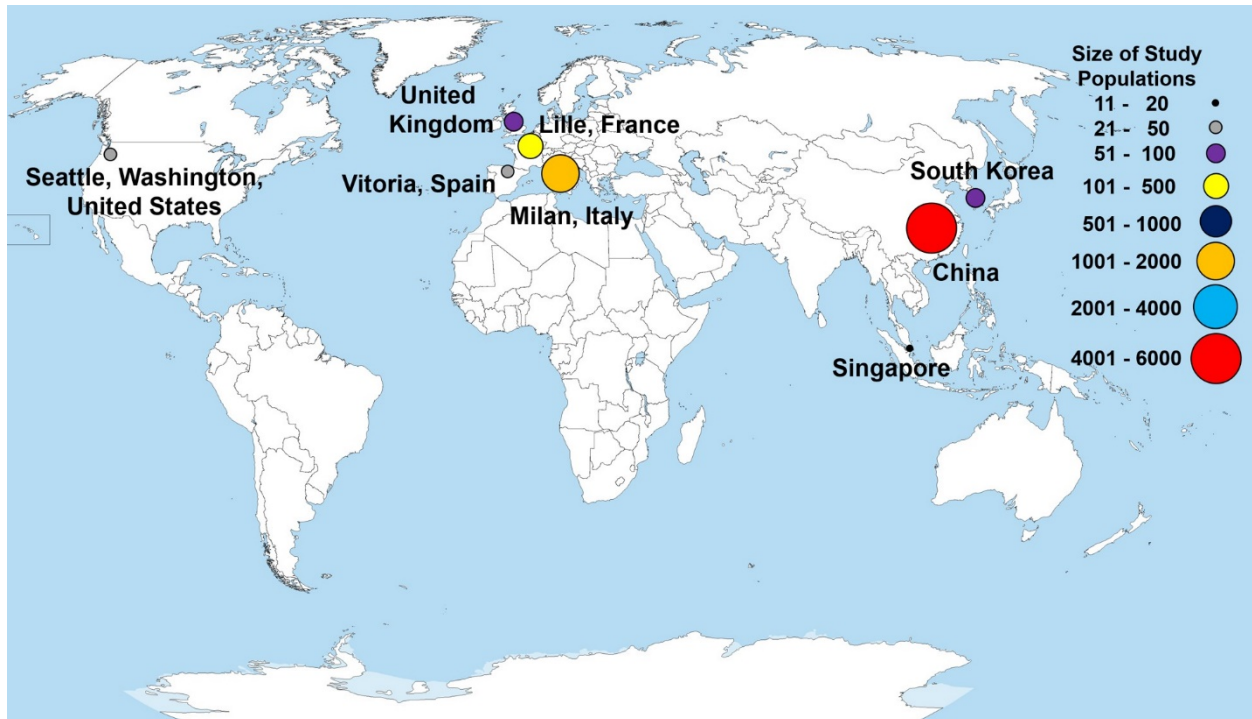 Size of Study
Populations
11 - 20
21 - 50
51 - 100
101 - 500
501 - 1000
1001 - 2000
2001 - 4000
4001 - 6000
United
Kingdom
Lille, France
Seattle, Washington,
United States
Vitoria, Spain
Milan, Italy
South Korea
China
Singapore